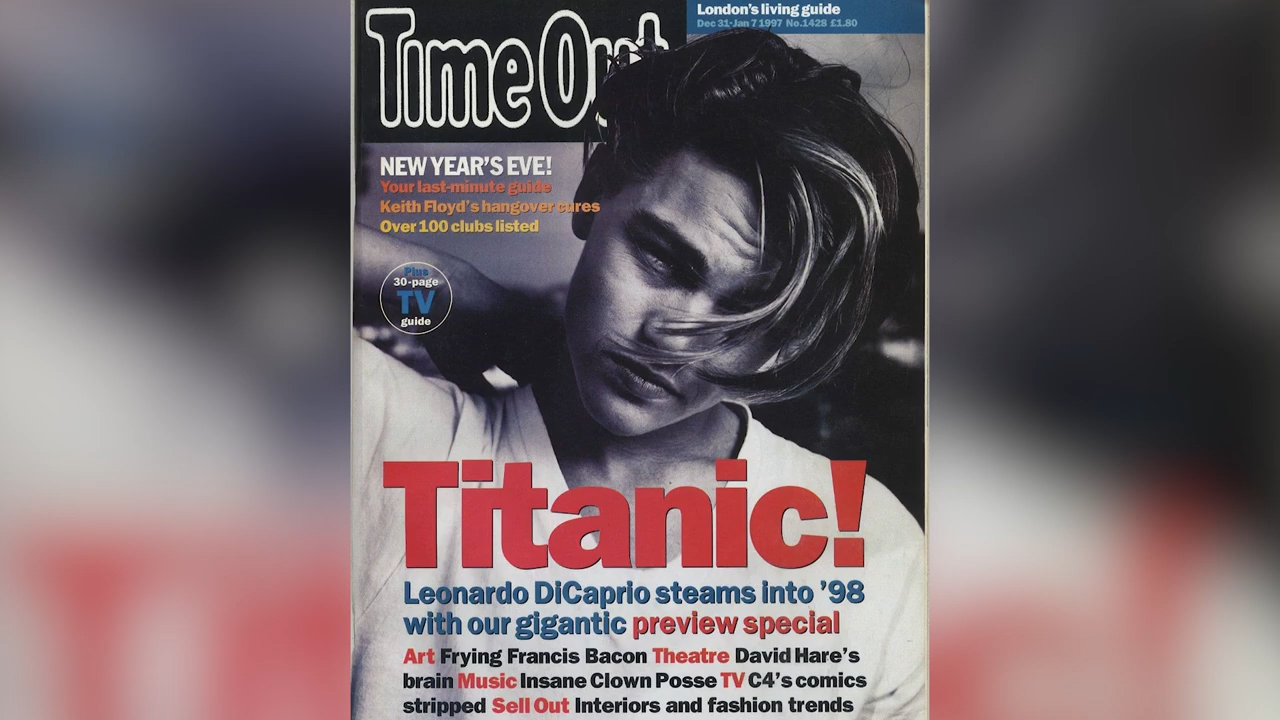 Time Out
London's living guide
Dec 31-Jan 7 1997 No.1428 £1.80
NEW YEAR'S EVE!
Your last-minute guide
Keith Floyd's hangover cures
Over 100 clubs listed
Plus
30-page
TV
guide
Titanic!
Leonardo DiCaprio steams into '98
with our gigantic preview special
Art Frying Francis Bacon Theatre David Hare's
brain Music Insane Clown Posse TV C4's comics
stripped Sell Out Interiors and fashion trends